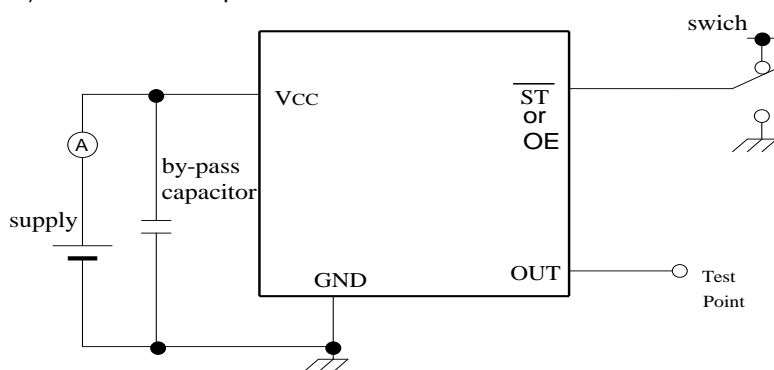 swich
VCC
ST
or
OE
A
by-pass
capacitor
supply
GND
OUT
Test
Point